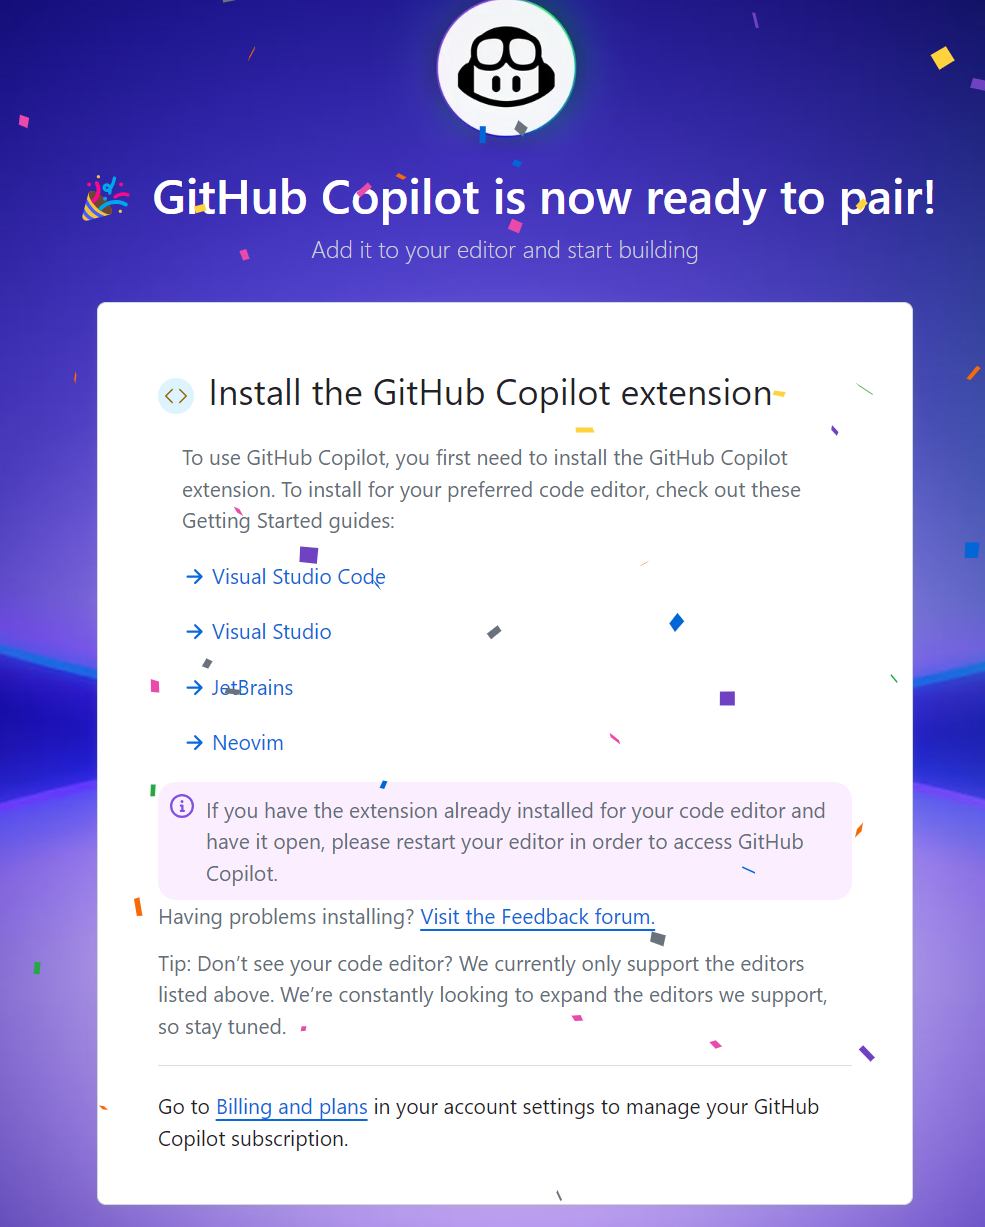 GitHub Copilot is now ready to pair!
Add it to your editor and start building
Install the GitHub Copilot extension
To use GitHub Copilot, you first need to install the GitHub Copilot
extension. To install for your preferred code editor, check out these
Getting Started guides:
Visual Studio Code
Visual Studio
JetBrains
Neovim
If you have the extension already installed for your code editor and
have it open, please restart your editor in order to access GitHub
Copilot.
Having problems installing? Visit the Feedback forum.
Tip: Don’t see your code editor? We currently only support the editors
listed above. We’re constantly looking to expand the editors we support,
so stay tuned.
Go to Billing and plans in your account settings to manage your GitHub
Copilot subscription.